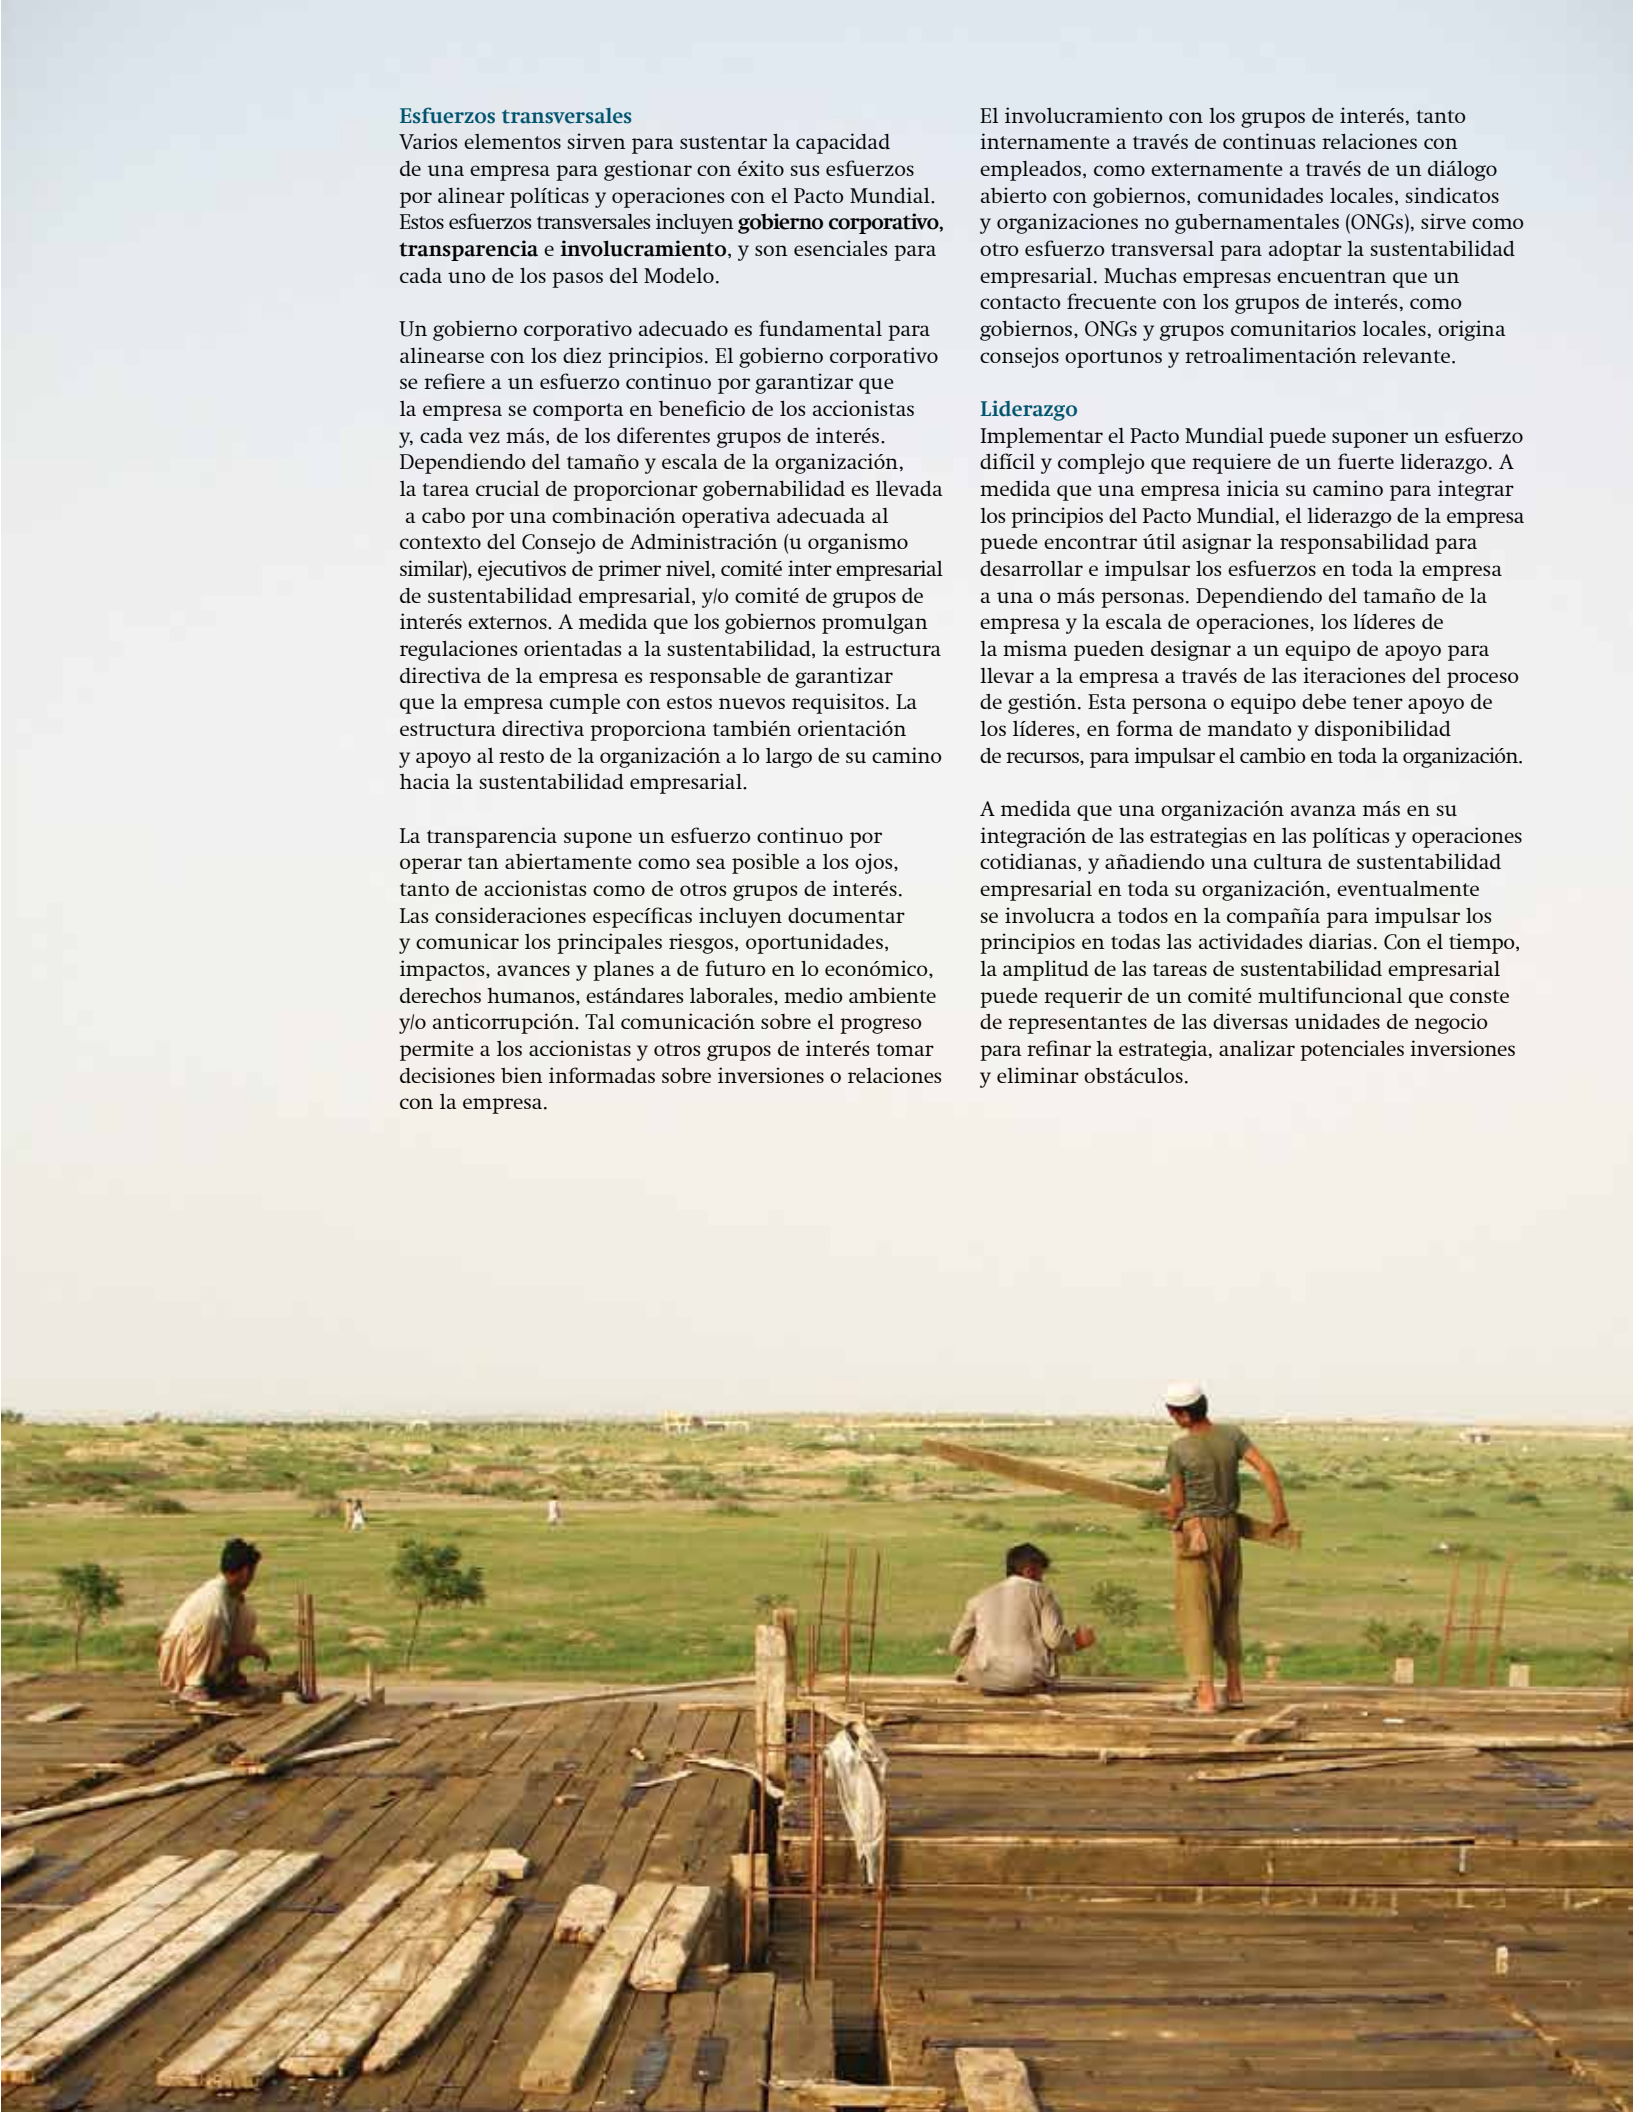 Esfuerzos transversales
Varios elementos sirven para sustentar la capacidad
de una empresa para gestionar con éxito sus esfuerzos
por alinear políticas y operaciones con el Pacto Mundial.
Estos esfuerzos transversales incluyen gobierno corporativo,
transparencia e involucramiento, y son esenciales para
cada uno de los pasos del Modelo.
Un gobierno corporativo adecuado es fundamental para
alinearse con los diez principios. El gobierno corporativo
se refiere a un esfuerzo continuo por garantizar que
la empresa se comporta en beneficio de los accionistas
y, cada vez más, de los diferentes grupos de interés.
Dependiendo del tamaño y escala de la organización,
la tarea crucial de proporcionar gobernabilidad es llevada
a cabo por una combinación operativa adecuada al
contexto del Consejo de Administración (u organismo
similar), ejecutivos de primer nivel, comité inter empresarial
de sustentabilidad empresarial, y/o comité de grupos de
interés externos. A medida que los gobiernos promulgan
regulaciones orientadas a la sustentabilidad, la estructura
directiva de la empresa es responsable de garantizar
que la empresa cumple con estos nuevos requisitos. La
estructura directiva proporciona también orientación
y apoyo al resto de la organización a lo largo de su camino
hacia la sustentabilidad empresarial.
La transparencia supone un esfuerzo continuo por
operar tan abiertamente como sea posible a los ojos,
tanto de accionistas como de otros grupos de interés.
Las consideraciones específicas incluyen documentar
y comunicar los principales riesgos, oportunidades,
impactos, avances y planes a de futuro en lo económico,
derechos humanos, estándares laborales, medio ambiente
y/o anticorrupción. Tal comunicación sobre el progreso
permite a los accionistas y otros grupos de interés tomar
decisiones bien informadas sobre inversiones o relaciones
con la empresa.
El involucramiento con los grupos de interés, tanto
internamente a través de continuas relaciones con
empleados, como externamente a través de un diálogo
abierto con gobiernos, comunidades locales, sindicatos
y organizaciones no gubernamentales (ONGs), sirve como
otro esfuerzo transversal para adoptar la sustentabilidad
empresarial. Muchas empresas encuentran que un
contacto frecuente con los grupos de interés, como
gobiernos, ONGs y grupos comunitarios locales, origina
consejos oportunos y retroalimentación relevante.
Liderazgo
Implementar el Pacto Mundial puede suponer un esfuerzo
difícil y complejo que requiere de un fuerte liderazgo. A
medida que una empresa inicia su camino para integrar
los principios del Pacto Mundial, el liderazgo de la empresa
puede encontrar útil asignar la responsabilidad para
desarrollar e impulsar los esfuerzos en toda la empresa
a una o más personas. Dependiendo del tamaño de la
empresa y la escala de operaciones, los líderes de
la misma pueden designar a un equipo de apoyo para
llevar a la empresa a través de las iteraciones del proceso
de gestión. Esta persona o equipo debe tener apoyo de
los líderes, en forma de mandato y disponibilidad
de recursos, para impulsar el cambio en toda la organización.
A medida que una organización avanza más en su
integración de las estrategias en las políticas y operaciones
cotidianas, y añadiendo una cultura de sustentabilidad
empresarial en toda su organización, eventualmente
se involucra a todos en la compañía para impulsar los
principios en todas las actividades diarias. Con el tiempo,
la amplitud de las tareas de sustentabilidad empresarial
puede requerir de un comité multifuncional que conste
de representantes de las diversas unidades de negocio
para refinar la estrategia, analizar potenciales inversiones
y eliminar obstáculos.